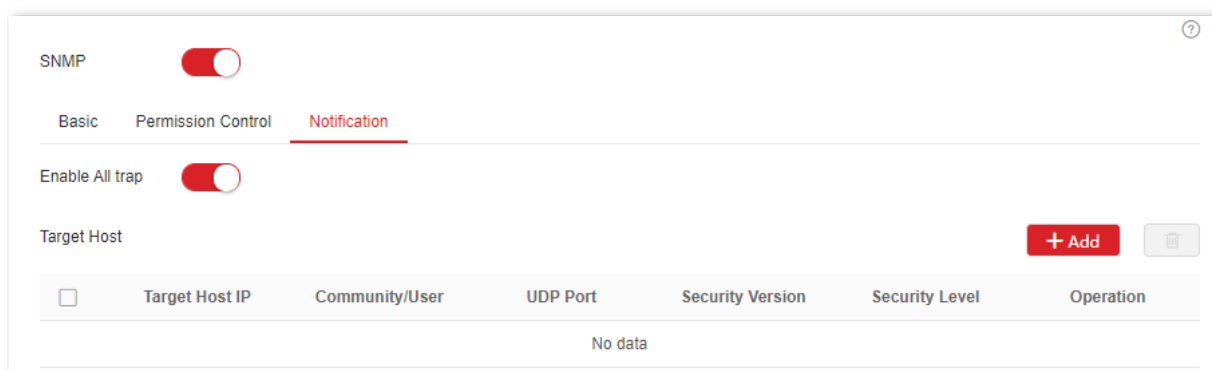 ?
SNMP
Basic Permission Control Notification
Enable All trap
Target Host
+ Add
Target Host IP Community/User UDP Port Security Version Security Level Operation
No data